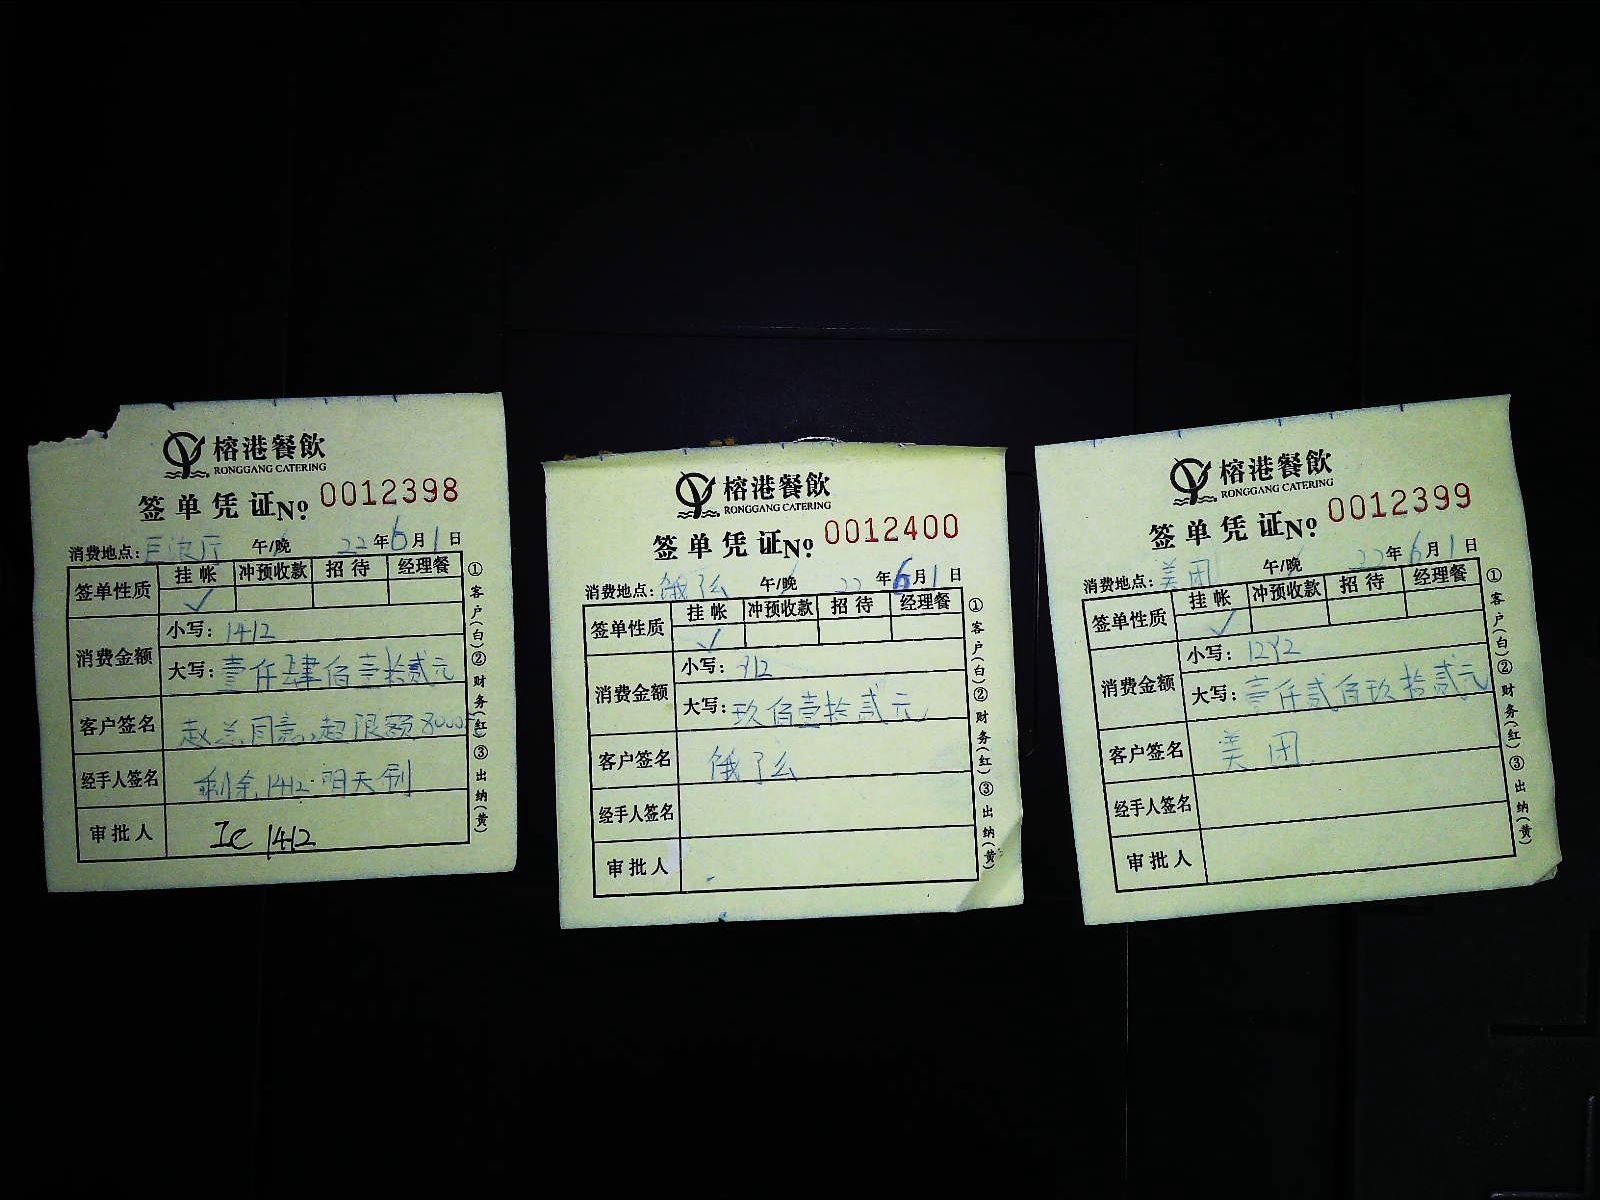 榕港餐飲
RONGGANG CATERING
签单凭证No 0012398
消费地点: 厅 午/晚 22年6月1日
签单性质 挂帐 冲预收款 招待 经理餐
✓
消费金额 小写: 1412
大写: 壹仟肆佰壹拾贰元
客户签名 赵总同意,超限额8000
经手人签名 剩余1412 明天刷
审批人 IC 1412
①客户(白)②财务(红)③出纳(黄)
榕港餐飲
RONGGANG CATERING
签单凭证No 0012400
消费地点: 饿了么 午/晚 22年6月1日
签单性质 挂帐 冲预收款 招待 经理餐
✓
消费金额 小写: 912
大写: 玖佰壹拾贰元
客户签名 饿了么
经手人签名
审批人
①客户(白)②财务(红)③出纳(黄)
榕港餐飲
RONGGANG CATERING
签单凭证No 0012399
消费地点: 美团 午/晚 22年6月1日
签单性质 挂帐 冲预收款 招待 经理餐
✓
消费金额 小写: 1292
大写: 壹仟贰佰玖拾贰元
客户签名 美团
经手人签名
审批人
①客户(白)②财务(红)③出纳(黄)